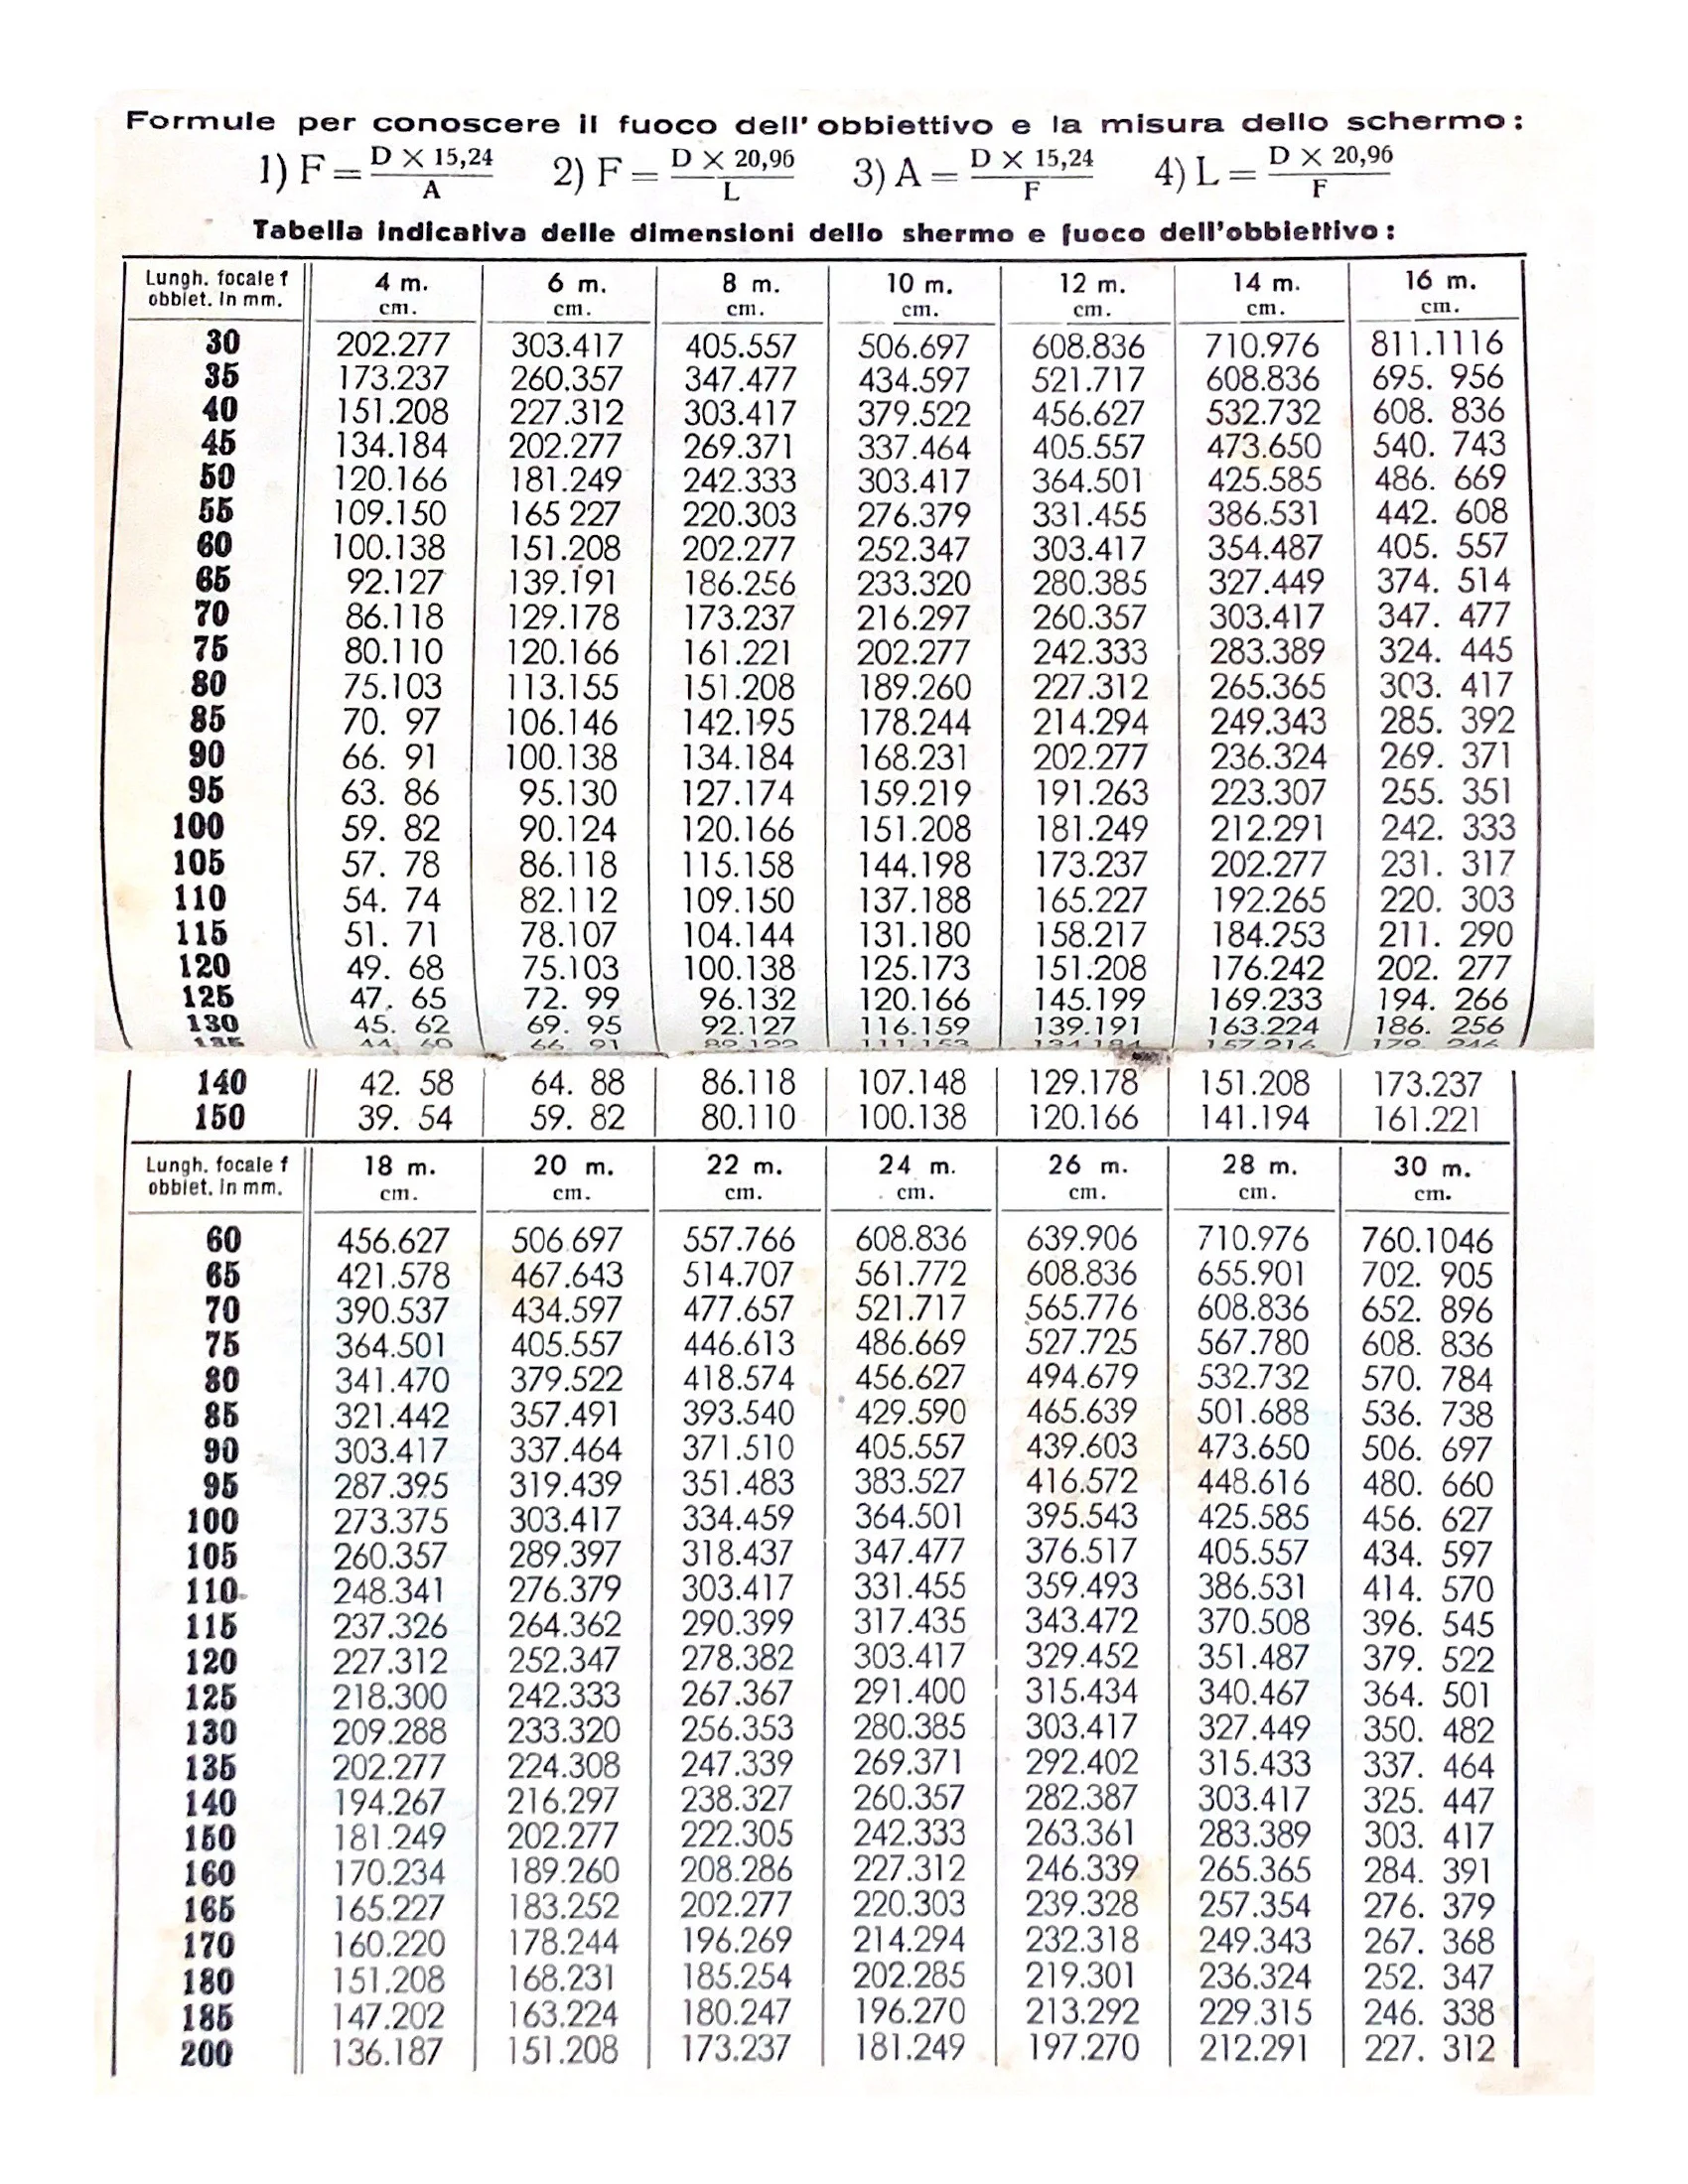 Formule per conoscere il fuoco dell' obbiettivo e la misura dello schermo:
1) F = D × 15,24 / A 2) F = D × 20,96 / L 3) A = D × 15,24 / F 4) L = D × 20,96 / F
Tabella indicativa delle dimensioni dello shermo e fuoco dell'obbiettivo:
Lungh. focale f obbiet. in mm. 4 m. cm. 6 m. cm. 8 m. cm. 10 m. cm. 12 m. cm. 14 m. cm. 16 m. cm.
30 202.277 303.417 405.557 506.697 608.836 710.976 811.1116
35 173.237 260.357 347.477 434.597 521.717 608.836 695. 956
40 151.208 227.312 303.417 379.522 456.627 532.732 608. 836
45 134.184 202.277 269.371 337.464 405.557 473.650 540. 743
50 120.166 181.249 242.333 303.417 364.501 425.585 486. 669
55 109.150 165 227 220.303 276.379 331.455 386.531 442. 608
60 100.138 151.208 202.277 252.347 303.417 354.487 405. 557
65 92.127 139.191 186.256 233.320 280.385 327.449 374. 514
70 86.118 129.178 173.237 216.297 260.357 303.417 347. 477
75 80.110 120.166 161.221 202.277 242.333 283.389 324. 445
80 75.103 113.155 151.208 189.260 227.312 265.365 303. 417
85 70. 97 106.146 142.195 178.244 214.294 249.343 285. 392
90 66. 91 100.138 134.184 168.231 202.277 236.324 269. 371
95 63. 86 95.130 127.174 159.219 191.263 223.307 255. 351
100 59. 82 90.124 120.166 151.208 181.249 212.291 242. 333
105 57. 78 86.118 115.158 144.198 173.237 202.277 231. 317
110 54. 74 82.112 109.150 137.188 165.227 192.265 220. 303
115 51. 71 78.107 104.144 131.180 158.217 184.253 211. 290
120 49. 68 75.103 100.138 125.173 151.208 176.242 202. 277
125 47. 65 72. 99 96.132 120.166 145.199 169.233 194. 266
130 45. 62 69. 95 92.127 116.159 139.191 163.224 186. 256
135 44. 60 66. 91 89.122 111.153 134.184 157.216 179. 246
140 42. 58 64. 88 86.118 107.148 129.178 151.208 173.237
150 39. 54 59. 82 80.110 100.138 120.166 141.194 161.221
Lungh. focale f obbiet. in mm. 18 m. cm. 20 m. cm. 22 m. cm. 24 m. cm. 26 m. cm. 28 m. cm. 30 m. cm.
60 456.627 506.697 557.766 608.836 639.906 710.976 760.1046
65 421.578 467.643 514.707 561.772 608.836 655.901 702. 905
70 390.537 434.597 477.657 521.717 565.776 608.836 652. 896
75 364.501 405.557 446.613 486.669 527.725 567.780 608. 836
80 341.470 379.522 418.574 456.627 494.679 532.732 570. 784
85 321.442 357.491 393.540 429.590 465.639 501.688 536. 738
90 303.417 337.464 371.510 405.557 439.603 473.650 506. 697
95 287.395 319.439 351.483 383.527 416.572 448.616 480. 660
100 273.375 303.417 334.459 364.501 395.543 425.585 456. 627
105 260.357 289.397 318.437 347.477 376.517 405.557 434. 597
110 248.341 276.379 303.417 331.455 359.493 386.531 414. 570
115 237.326 264.362 290.399 317.435 343.472 370.508 396. 545
120 227.312 252.347 278.382 303.417 329.452 351.487 379. 522
125 218.300 242.333 267.367 291.400 315.434 340.467 364. 501
130 209.288 233.320 256.353 280.385 303.417 327.449 350. 482
135 202.277 224.308 247.339 269.371 292.402 315.433 337. 464
140 194.267 216.297 238.327 260.357 282.387 303.417 325. 447
150 181.249 202.277 222.305 242.333 263.361 283.389 303. 417
160 170.234 189.260 208.286 227.312 246.339 265.365 284. 391
165 165.227 183.252 202.277 220.303 239.328 257.354 276. 379
170 160.220 178.244 196.269 214.294 232.318 249.343 267. 368
180 151.208 168.231 185.254 202.285 219.301 236.324 252. 347
185 147.202 163.224 180.247 196.270 213.292 229.315 246. 338
200 136.187 151.208 173.237 181.249 197.270 212.291 227. 312